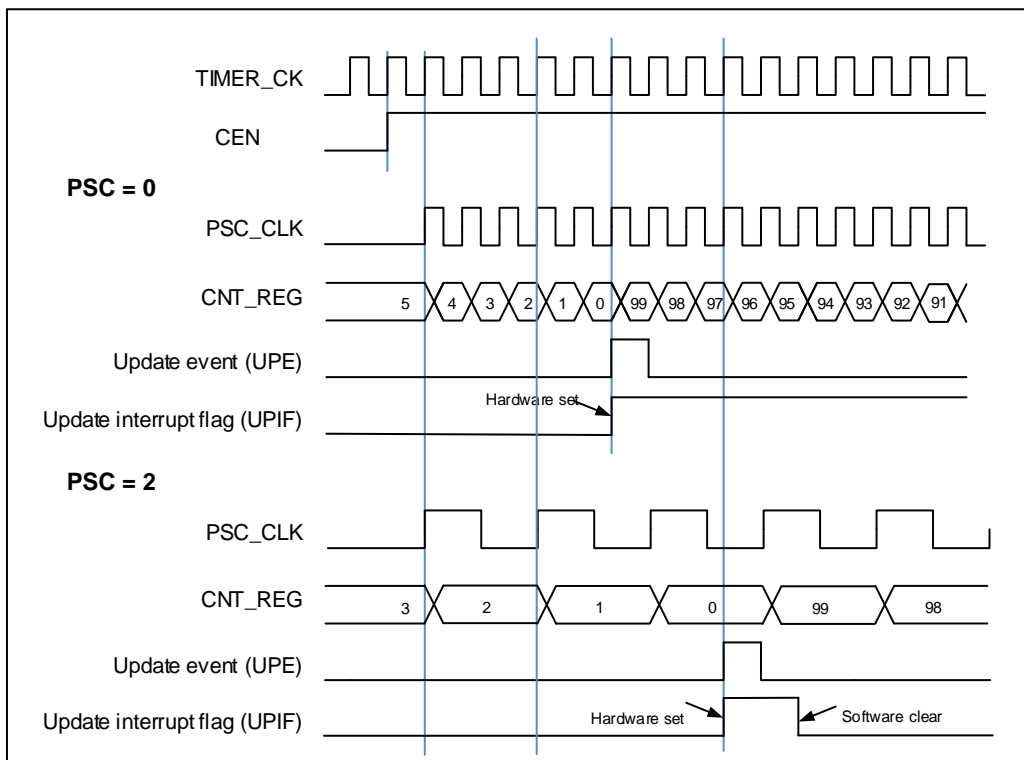 TIMER_CK
CEN
PSC = 0
PSC_CLK
CNT_REG 5 4 3 2 1 0 99 98 97 96 95 94 93 92 91
Update event (UPE)
Hardware set
Update interrupt flag (UPIF)
PSC = 2
PSC_CLK
CNT_REG 3 2 1 0 99 98
Update event (UPE)
Update interrupt flag (UPIF) Hardware set Software clear